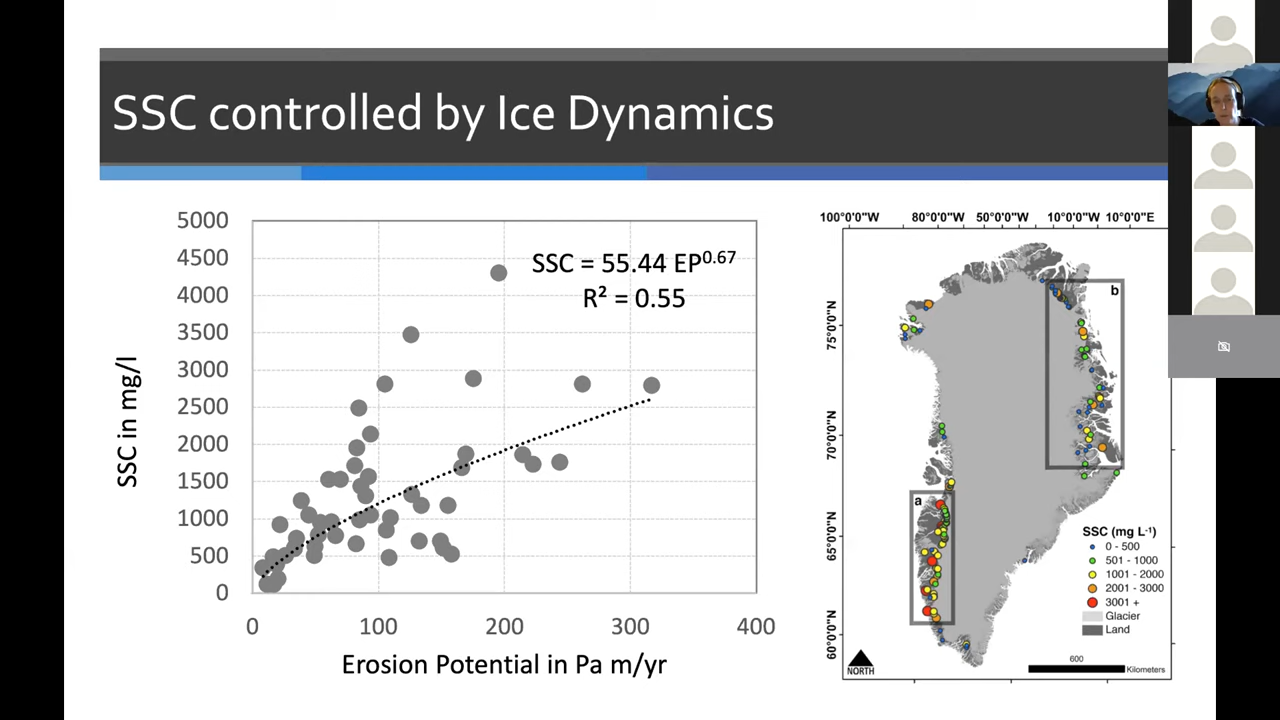 SSC controlled by Ice Dynamics
5000
4500
4000
3500
3000
2500
2000
1500
1000
500
0
SSC in mg/l
SSC = 55.44 EP0.67
R² = 0.55
0 100 200 300 400
Erosion Potential in Pa m/yr
100°0'0"W 80°0'0"W 50°0'0"W 10°0'0"W 10°0'0"E
75°0'0"N
70°0'0"N
65°0'0"N
60°0'0"N
b
a
SSC (mg L-1)
0 - 500
501 - 1000
1001 - 2000
2001 - 3000
3001 +
Glacier
Land
600
Kilometers
NORTH